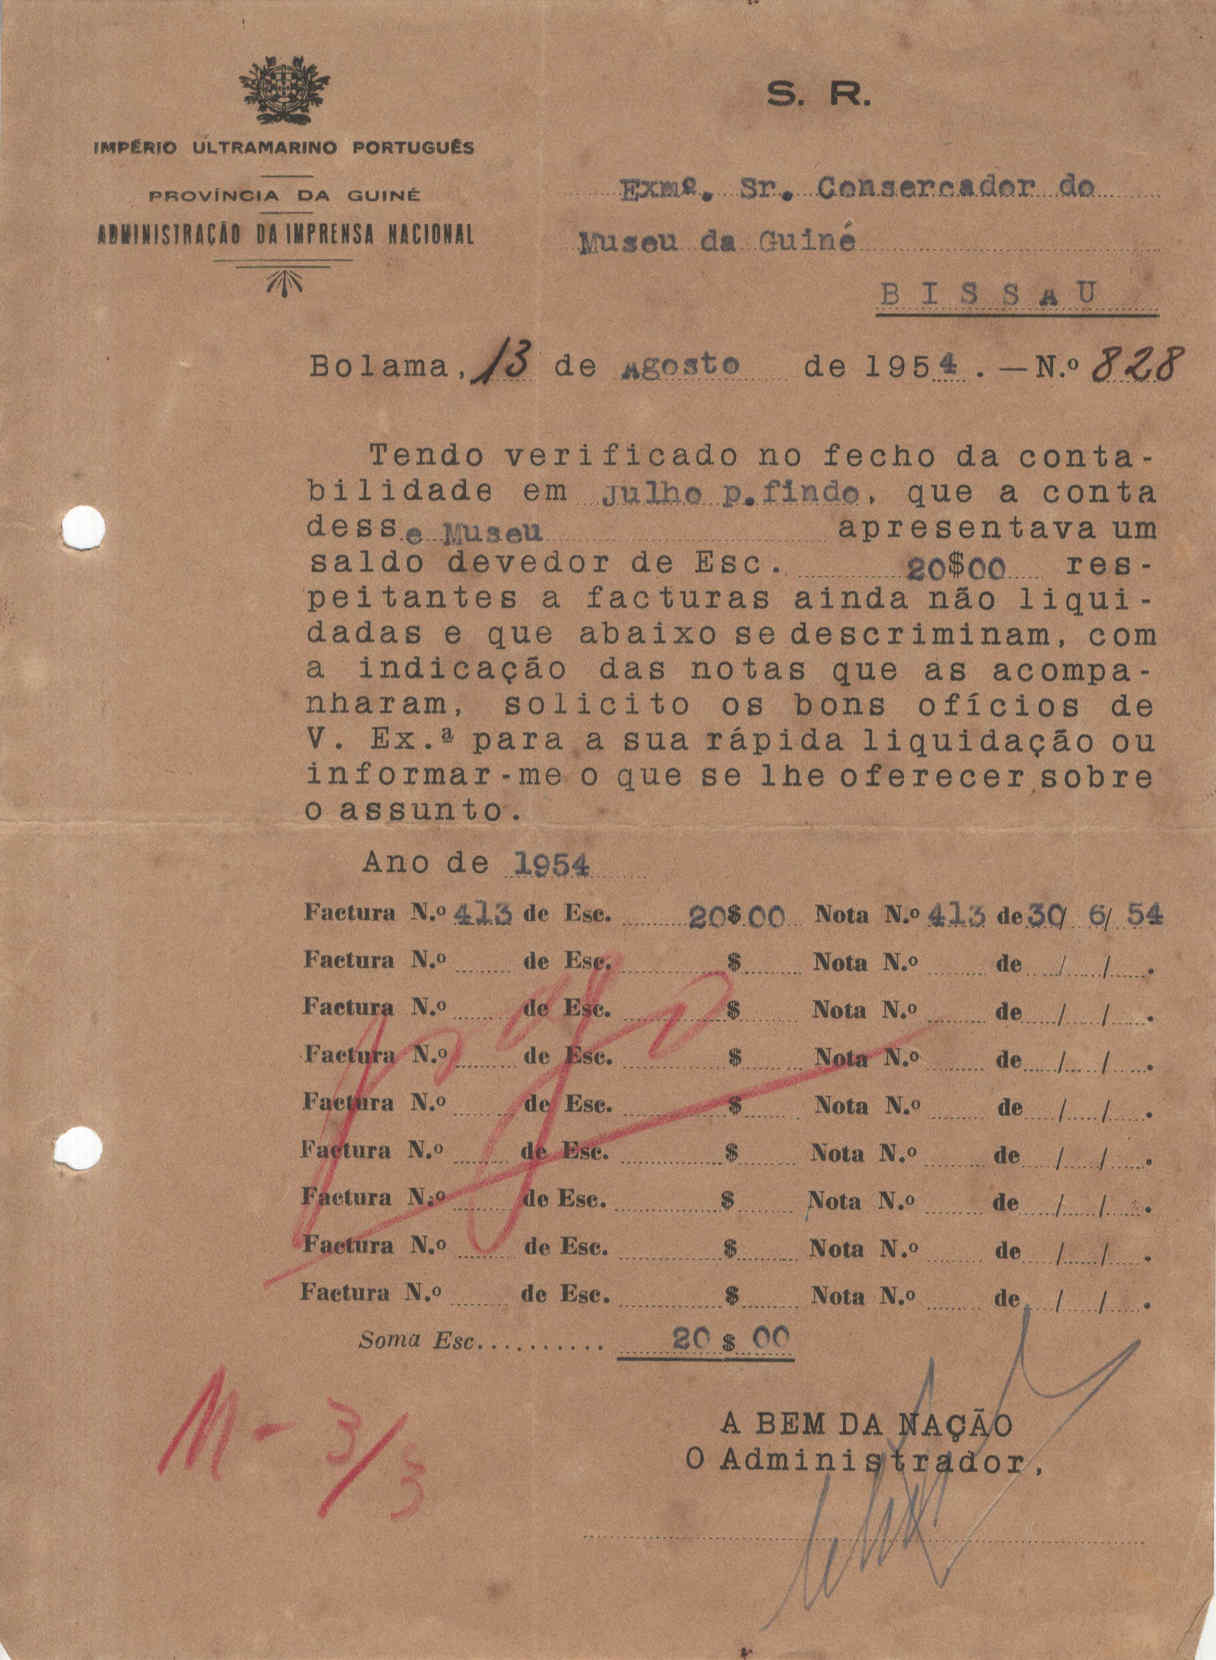 S. R.
IMPÉRIO ULTRAMARINO PORTUGUÊS
PROVÍNCIA DA GUINÉ
ADMINISTRAÇÃO DA IMPRENSA NACIONAL
Exmº. Sr. Consercador do
Museu da Guiné
BISSAU
Bolama, 13 de Agosto de 1954. — N.º 828
Tendo verificado no fecho da conta-
bilidade em Julho p.findo, que a conta
desse Museu apresentava um
saldo devedor de Esc. 20$00 res-
peitantes a facturas ainda não liqui-
dadas e que abaixo se descriminam, com
a indicação das notas que as acompa-
nharam, solicito os bons ofícios de
V. Ex.ª para a sua rápida liquidação ou
informar-me o que se lhe oferecer sobre
o assunto.
Ano de 1954
Factura N.º 413 de Esc. 20$00 Nota N.º 413 de 30/ 6/ 54
Factura N.º ........ de Esc. ............ $ ........ Nota N.º ........ de ..../..../.....
Factura N.º ........ de Esc. ............ $ ........ Nota N.º ........ de ..../..../.....
Factura N.º ........ de Esc. ............ $ ........ Nota N.º ........ de ..../..../.....
Factura N.º ........ de Esc. ............ $ ........ Nota N.º ........ de ..../..../.....
Factura N.º ........ de Esc. ............ $ ........ Nota N.º ........ de ..../..../.....
Factura N.º ........ de Esc. ............ $ ........ Nota N.º ........ de ..../..../.....
Factura N.º ........ de Esc. ............ $ ........ Nota N.º ........ de ..../..../.....
Factura N.º ........ de Esc. ............ $ ........ Nota N.º ........ de ..../..../.....
Soma Esc.......... 20 $ 00
M - 3/3
A BEM DA NAÇÃO
O Administrador,